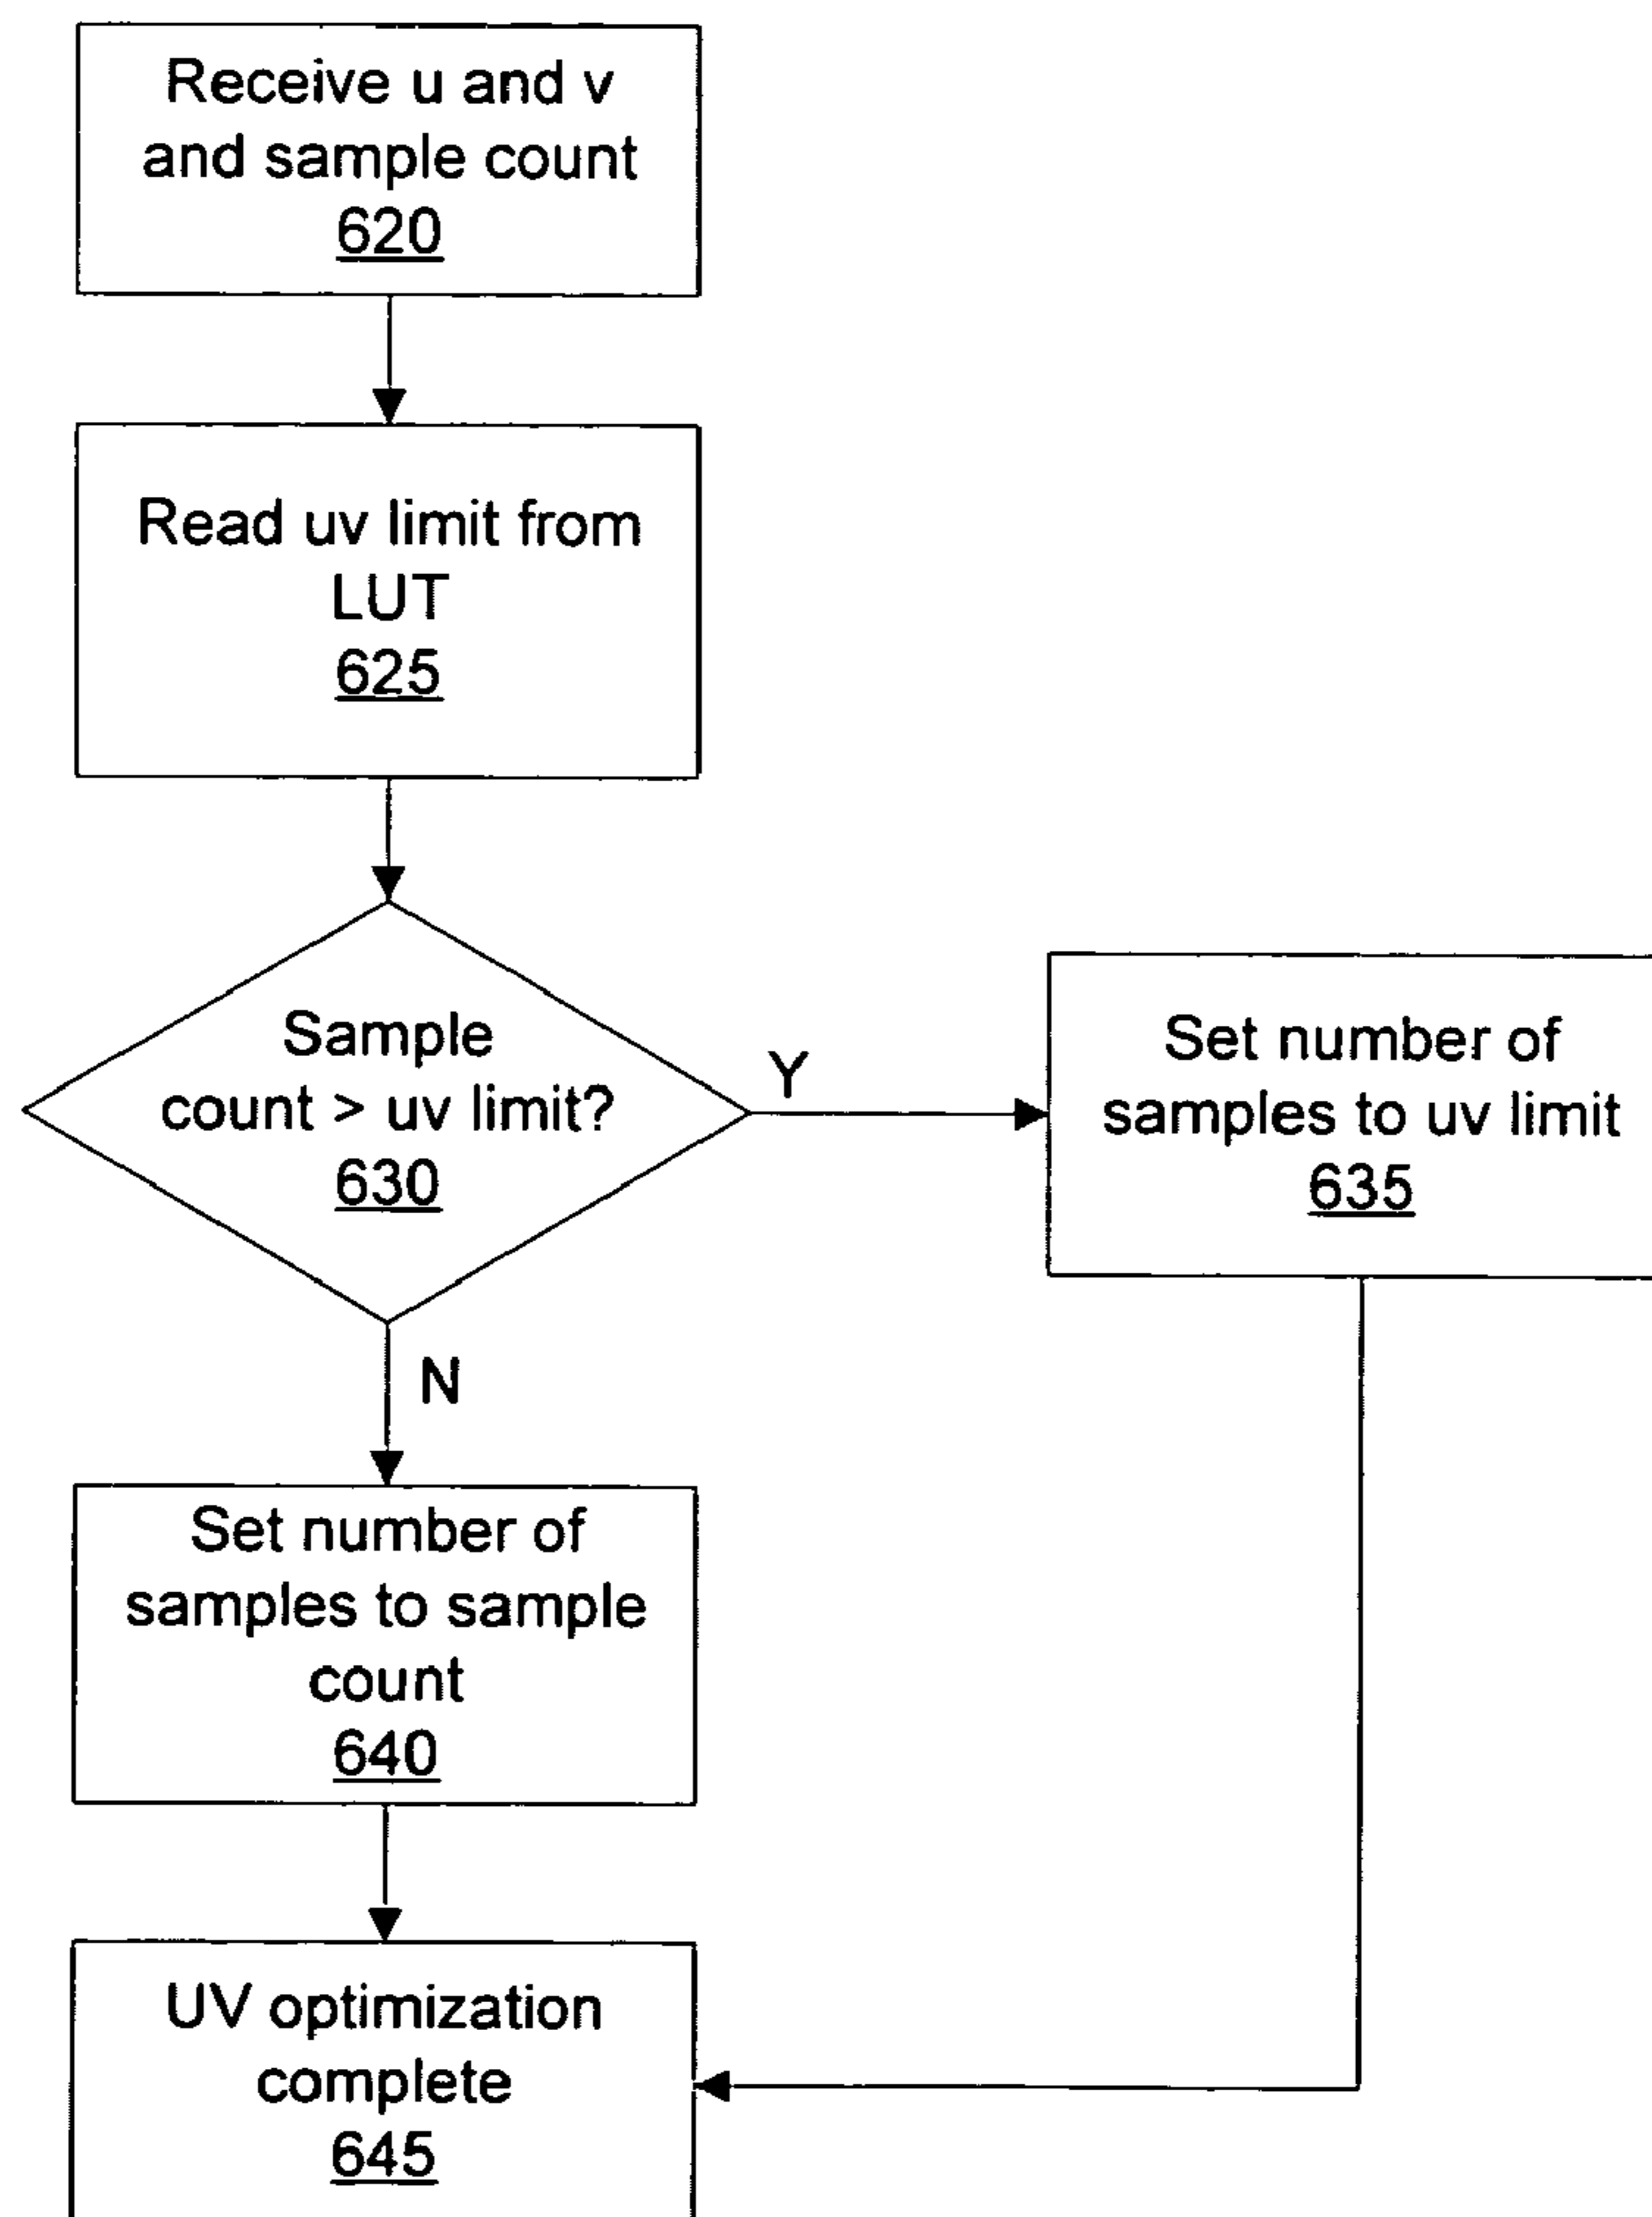 Receive u and v
and sample count
620
Read uv limit from
LUT
625
Sample
count > uv limit?
630
Y
Set number of
samples to uv limit
635
N
Set number of
samples to sample
count
640
UV optimization
complete
645